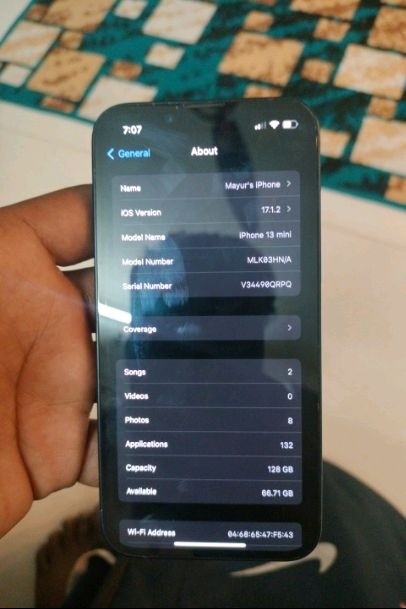 7:07
General About
Name Mayur's iPhone
iOS Version 17.1.2
Model Name iPhone 13 mini
Model Number MLK03HN/A
Serial Number V34490QRPQ
Coverage
Songs 2
Videos 0
Photos 8
Applications 132
Capacity 128 GB
Available 66.71 GB
Wi-Fi Address 04:68:65:47:F5:43